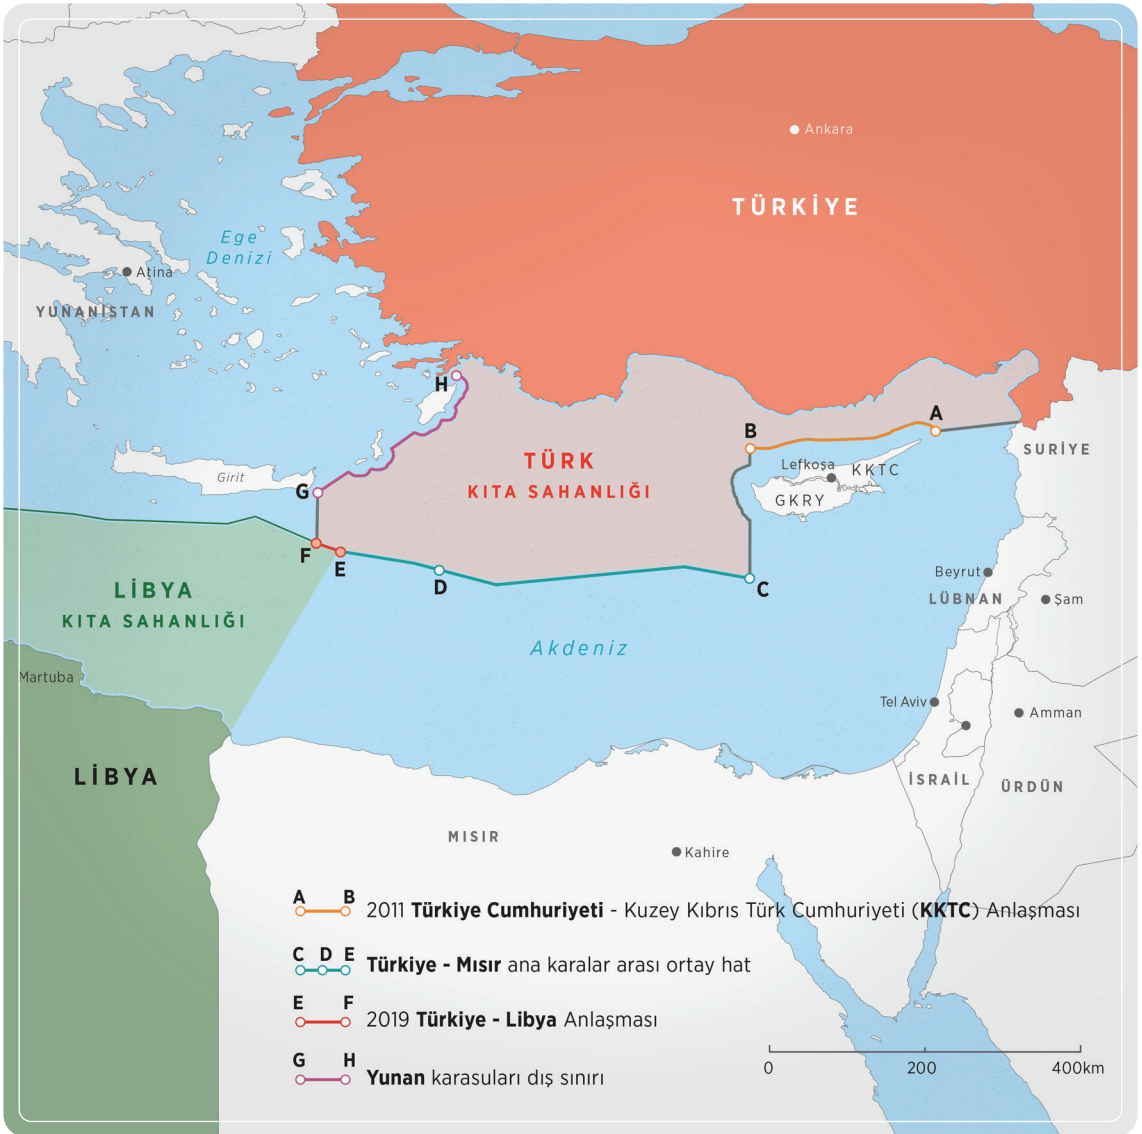 Ankara
TÜRKİYE
Ege
Denizi
Atina
YUNANİSTAN
H
A
B
TÜRK
KITA SAHANLIĞI
SURİYE
Lefkoşa
KKTC
GKRY
Girit
G
F
E
D
C
LİBYA
KITA SAHANLIĞI
Beyrut
LÜBNAN
Şam
Akdeniz
Martuba
Tel Aviv
Amman
LİBYA
İSRAİL
ÜRDÜN
MISIR
Kahire
A B
2011 Türkiye Cumhuriyeti - Kuzey Kıbrıs Türk Cumhuriyeti (KKTC) Anlaşması
C D E
Türkiye - Mısır ana karalar arası ortay hat
E F
2019 Türkiye - Libya Anlaşması
G H
Yunan karasuları dış sınırı
0 200 400km